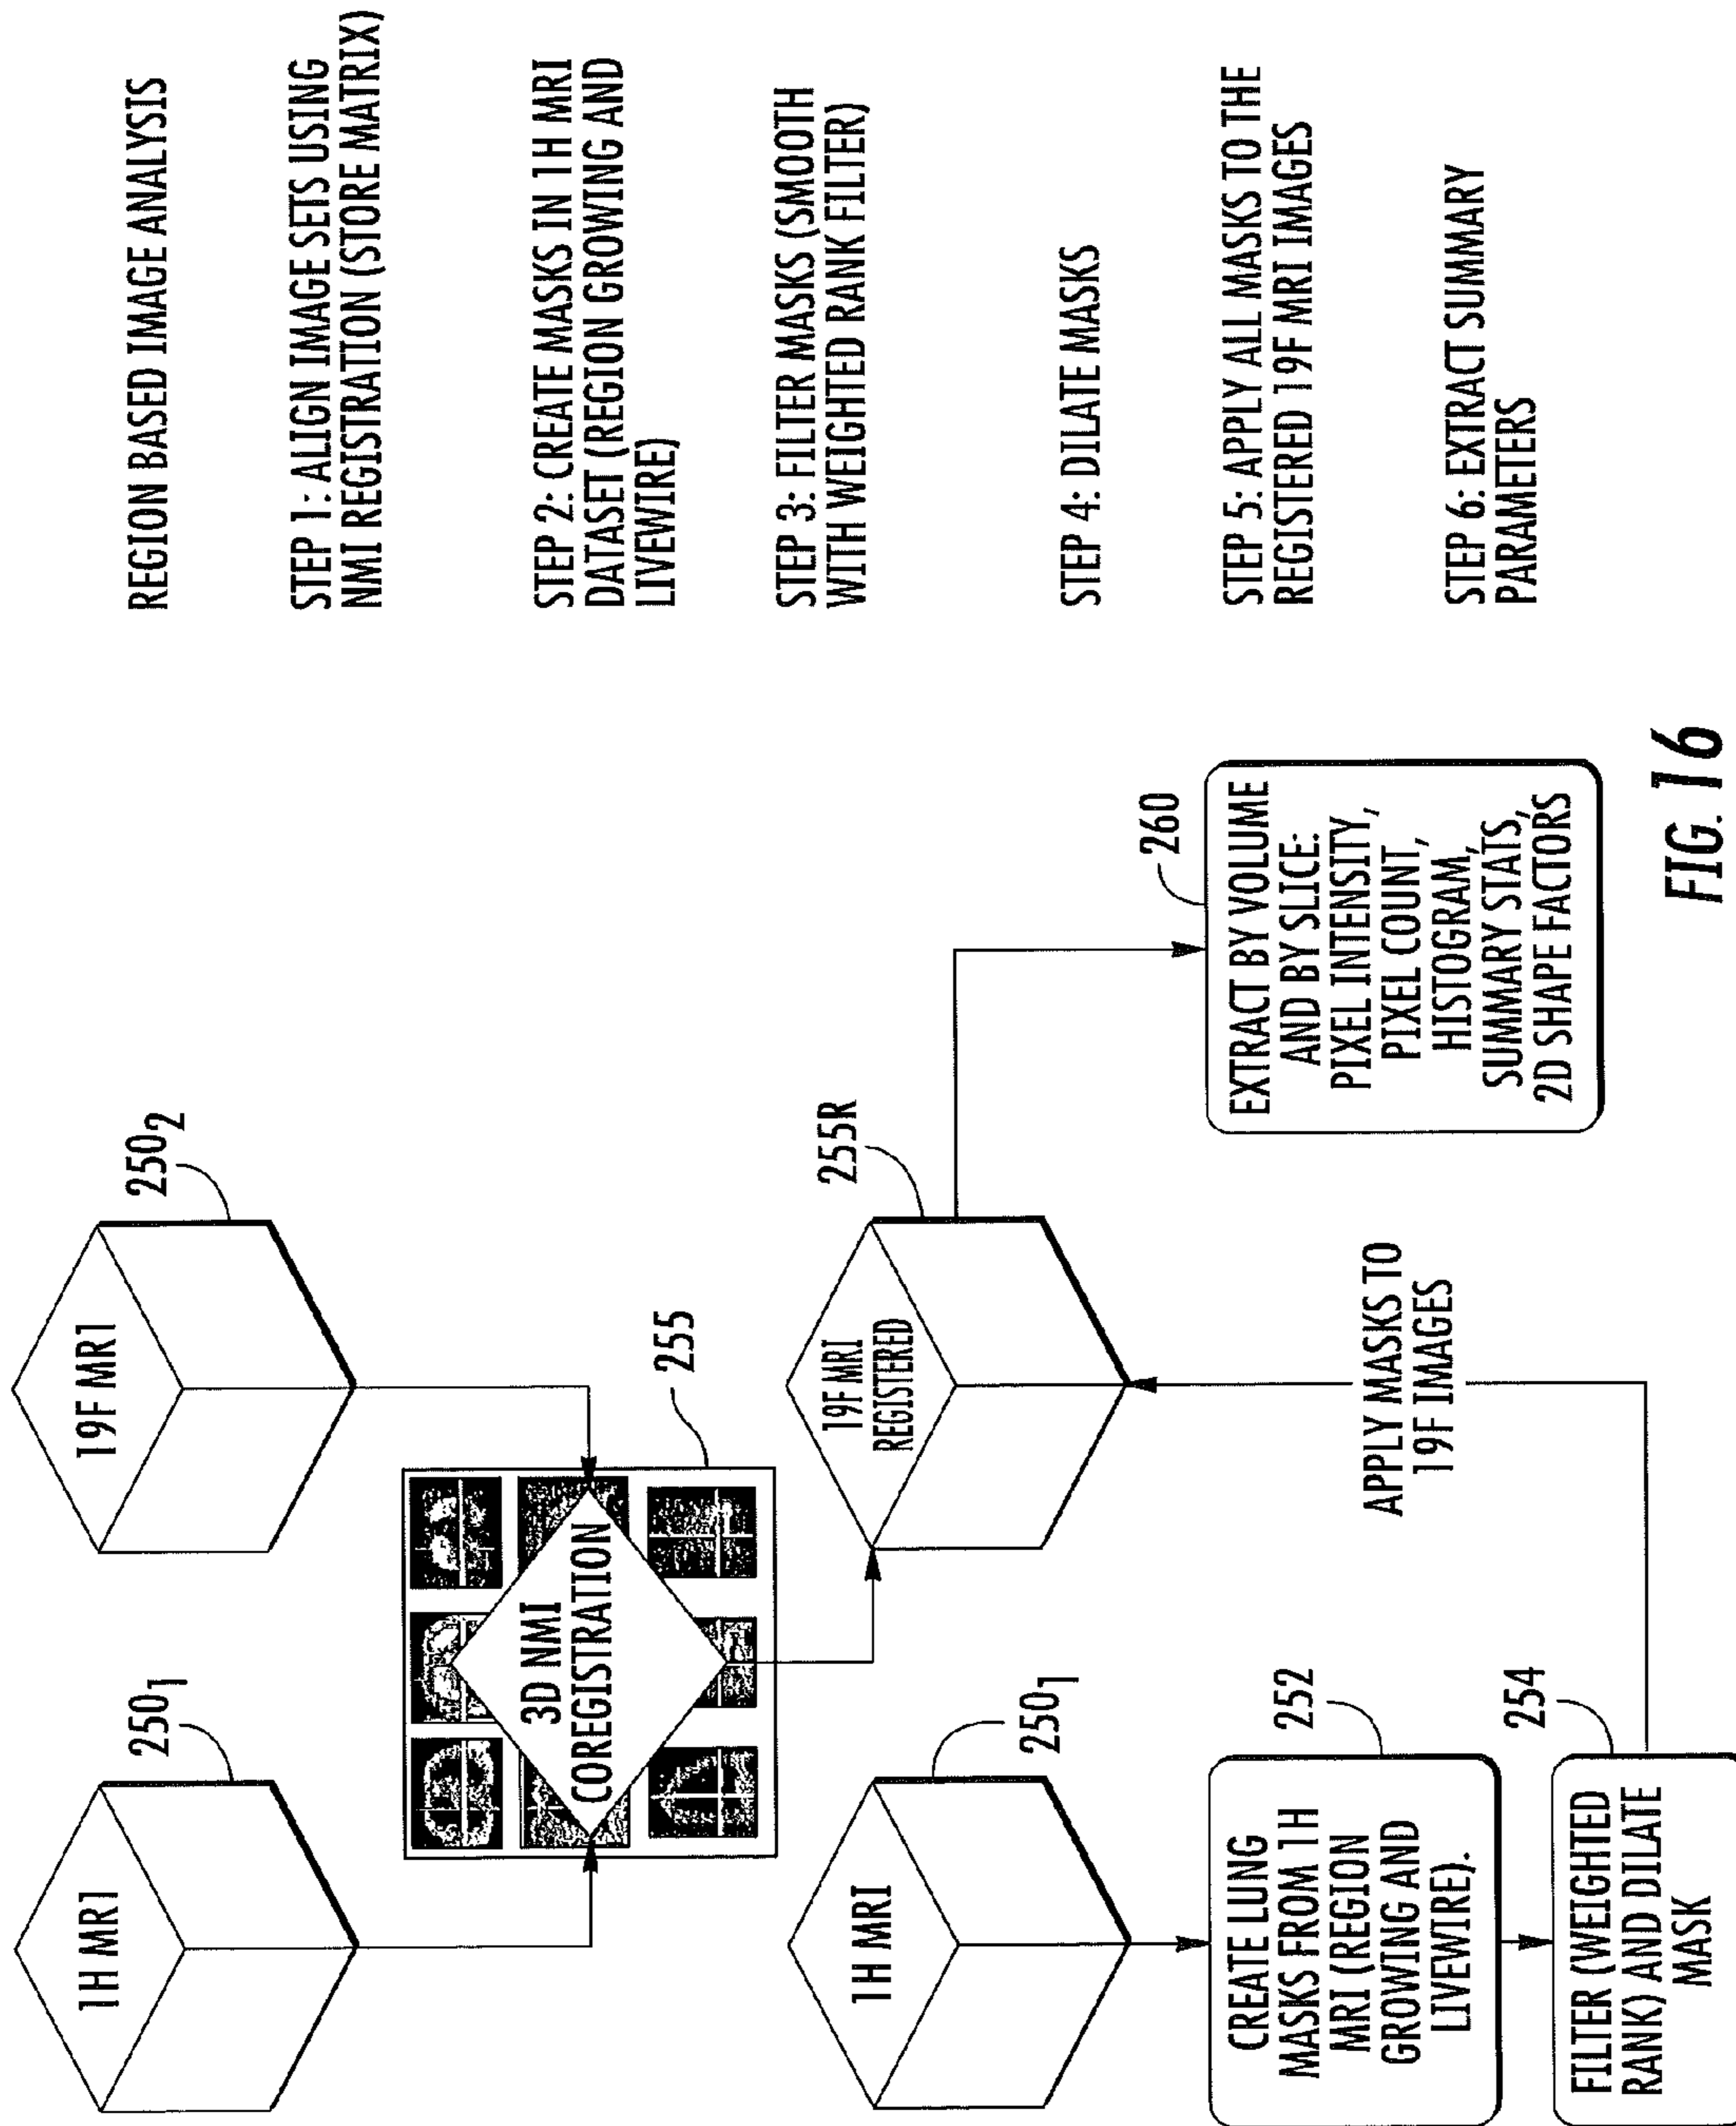 1H MRI
250₁
19F MRI
250₂
3D NMI
COREGISTRATION
255
1H MRI
250₁
19F MRI
REGISTERED
255R
CREATE LUNG
MASKS FROM 1H
MRI (REGION
GROWING AND
LIVEWIRE).
252
FILTER (WEIGHTED
RANK) AND DILATE
MASK
254
APPLY MASKS TO
19F IMAGES
EXTRACT BY VOLUME
AND BY SLICE:
PIXEL INTENSITY,
PIXEL COUNT,
HISTOGRAM,
SUMMARY STATS,
2D SHAPE FACTORS
260
REGION BASED IMAGE ANALYSIS
STEP 1: ALIGN IMAGE SETS USING
NMI REGISTRATION (STORE MATRIX)
STEP 2: CREATE MASKS IN 1H MRI
DATASET (REGION GROWING AND
LIVEWIRE)
STEP 3: FILTER MASKS (SMOOTH
WITH WEIGHTED RANK FILTER)
STEP 4: DILATE MASKS
STEP 5: APPLY ALL MASKS TO THE
REGISTERED 19F MRI IMAGES
STEP 6: EXTRACT SUMMARY
PARAMETERS
FIG. 16